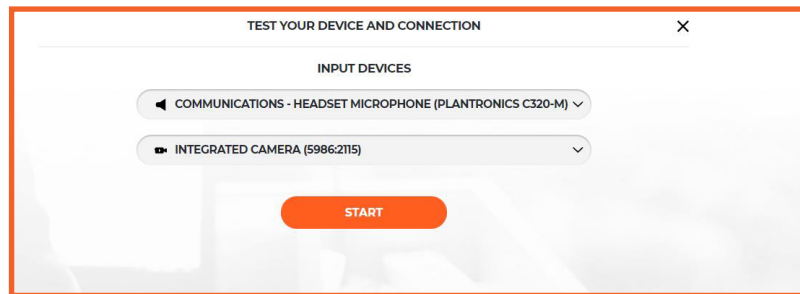 TEST YOUR DEVICE AND CONNECTION
INPUT DEVICES
COMMUNICATIONS - HEADSET MICROPHONE (PLANTRONICS C320-M)
INTEGRATED CAMERA (5986:2115)
START